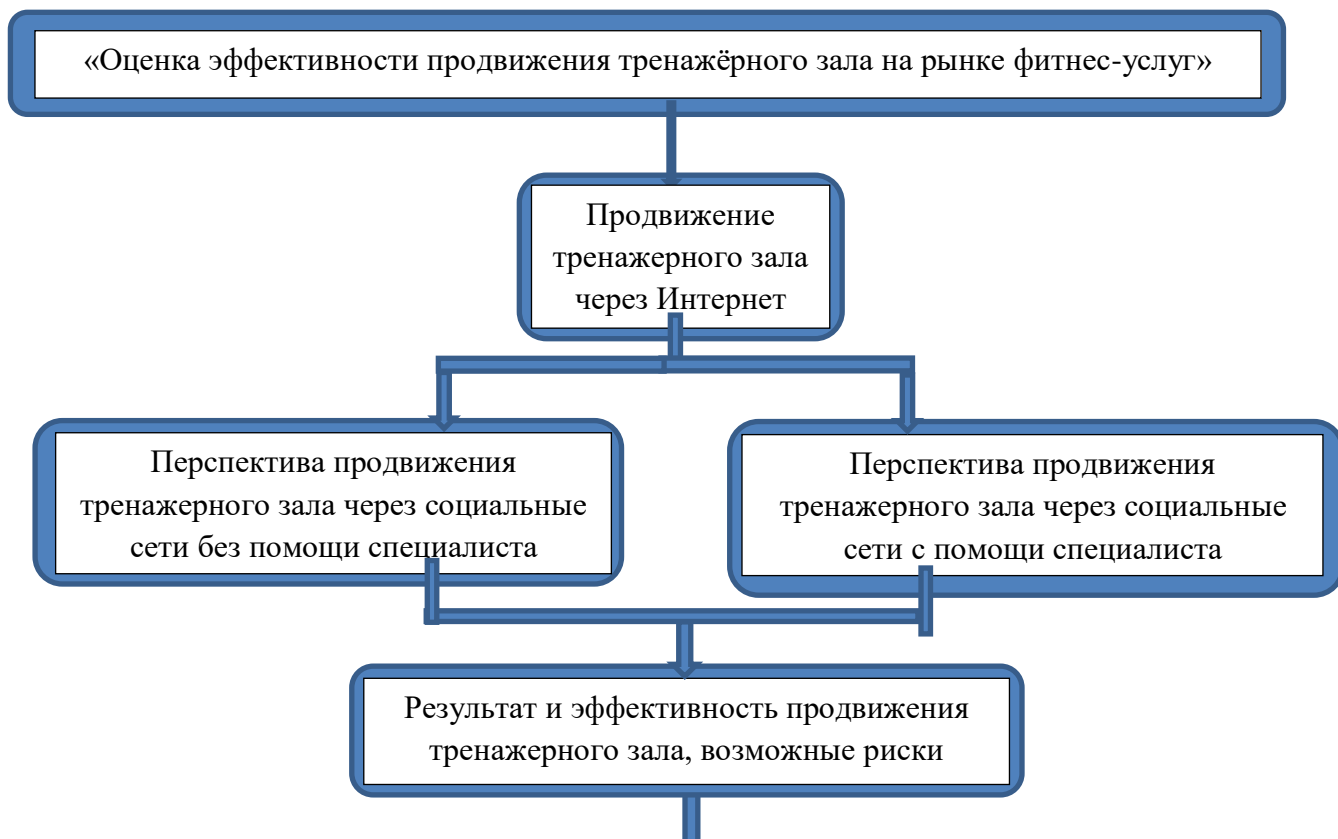 «Оценка эффективности продвижения тренажёрного зала на рынке фитнес-услуг»
Продвижение
тренажерного зала
через Интернет
Перспектива продвижения
тренажерного зала через социальные
сети без помощи специалиста
Перспектива продвижения
тренажерного зала через социальные
сети с помощи специалиста
Результат и эффективность продвижения
тренажерного зала, возможные риски